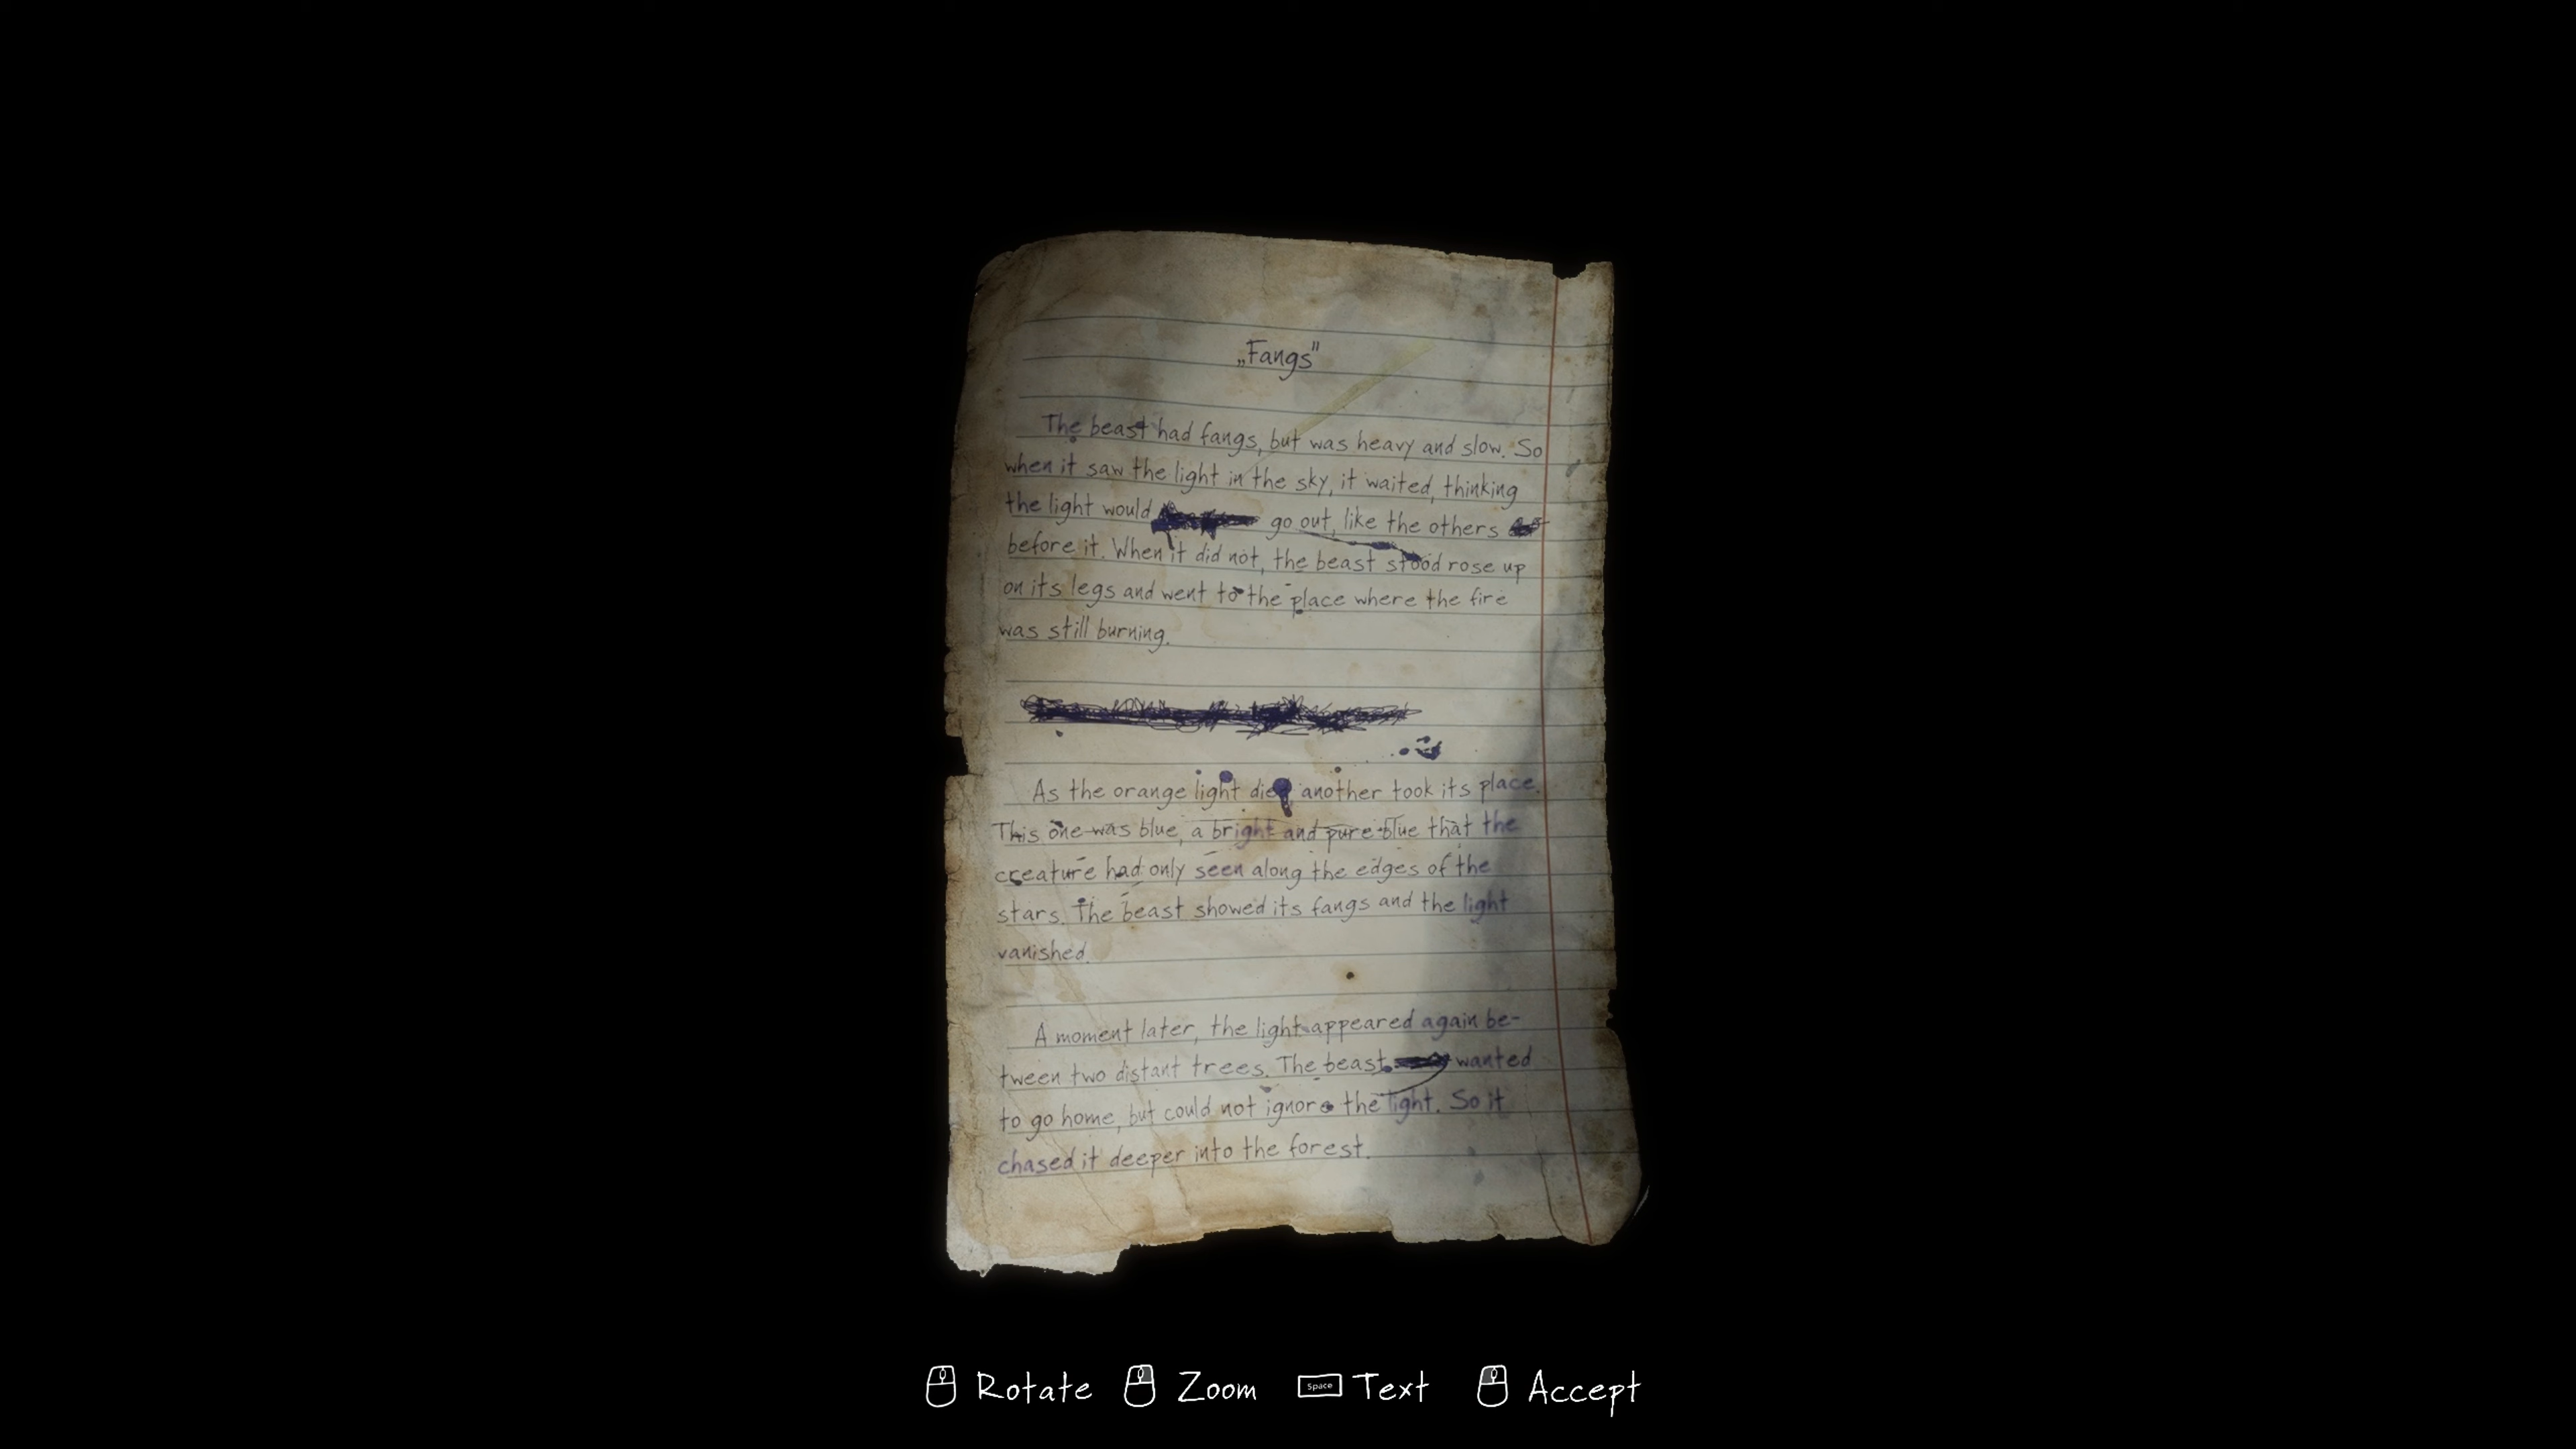 „Fangs"
The beast had fangs, but was heavy and slow. So
when it saw the light in the sky, it waited, thinking
the light would go out, like the others
before it. When it did not, the beast stood rose up
on its legs and went to the place where the fire
was still burning.
As the orange light died, another took its place.
This one was blue, a bright and pure blue that the
creature had only seen along the edges of the
stars. The beast showed its fangs and the light
vanished.
A moment later, the light appeared again be-
tween two distant trees. The beast wanted
to go home, but could not ignore the light. So it
chased it deeper into the forest.
Rotate Zoom Space Text Accept